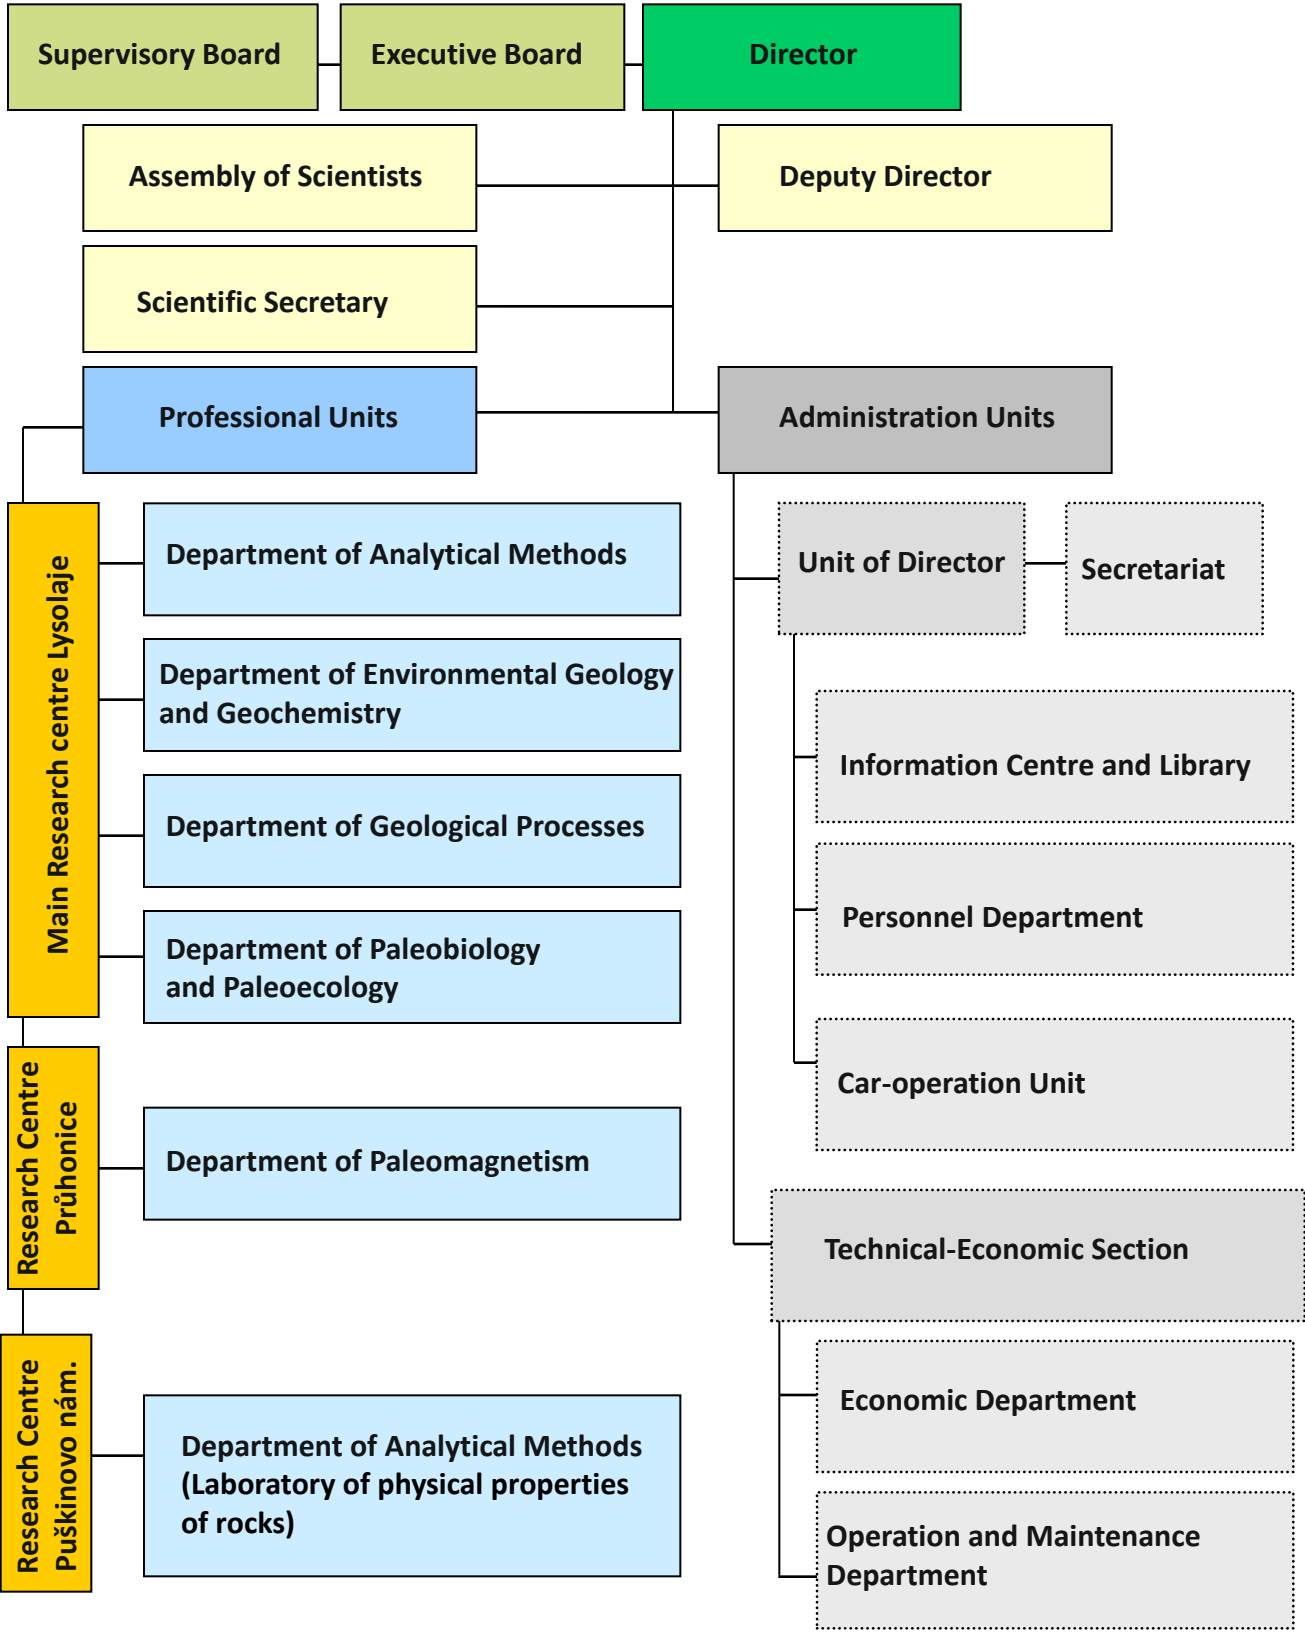 Supervisory Board
Executive Board
Director
Assembly of Scientists
Deputy Director
Scientific Secretary
Professional Units
Administration Units
Main Research centre Lysolaje
Department of Analytical Methods
Department of Environmental Geology
and Geochemistry
Department of Geological Processes
Department of Paleobiology
and Paleoecology
Research Centre
Průhonice
Department of Paleomagnetism
Research Centre
Puškinovo nám.
Department of Analytical Methods
(Laboratory of physical properties
of rocks)
Unit of Director
Secretariat
Information Centre and Library
Personnel Department
Car-operation Unit
Technical-Economic Section
Economic Department
Operation and Maintenance
Department